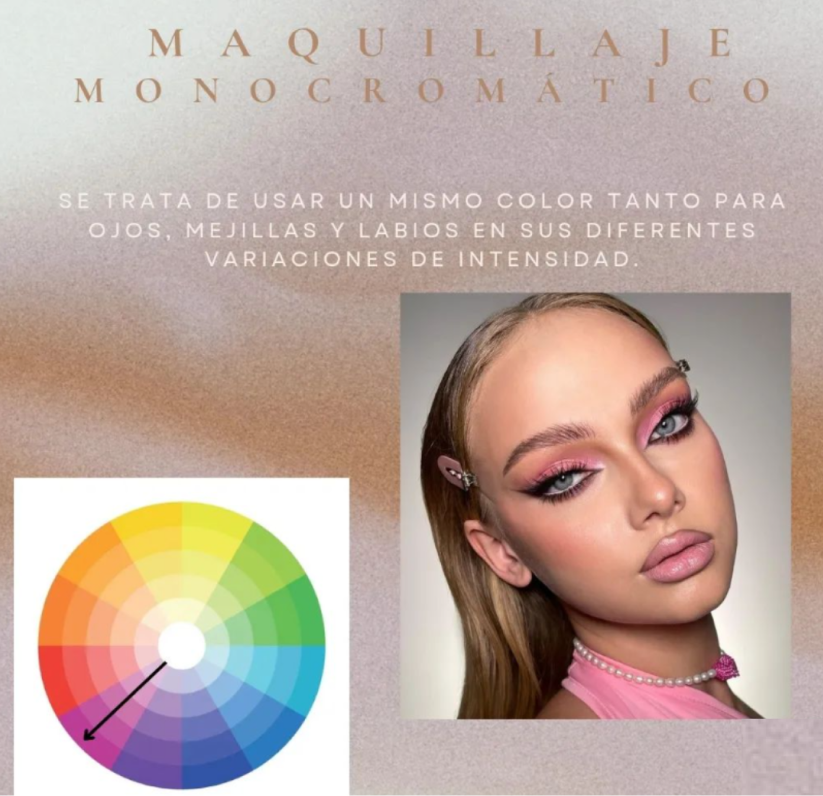 MAQUILLAJE
MONOCROMÁTICO
SE TRATA DE USAR UN MISMO COLOR TANTO PARA
OJOS, MEJILLAS Y LABIOS EN SUS DIFERENTES
VARIACIONES DE INTENSIDAD.